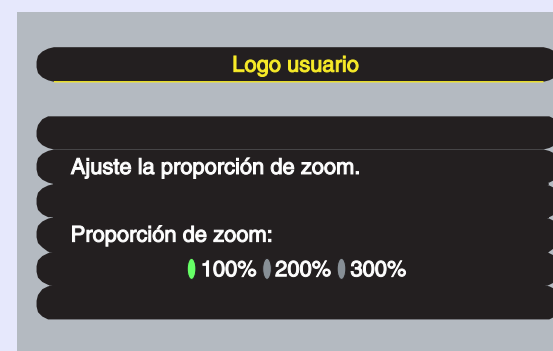 Logo usuario
Ajuste la proporción de zoom.
Proporción de zoom:
100% 200% 300%